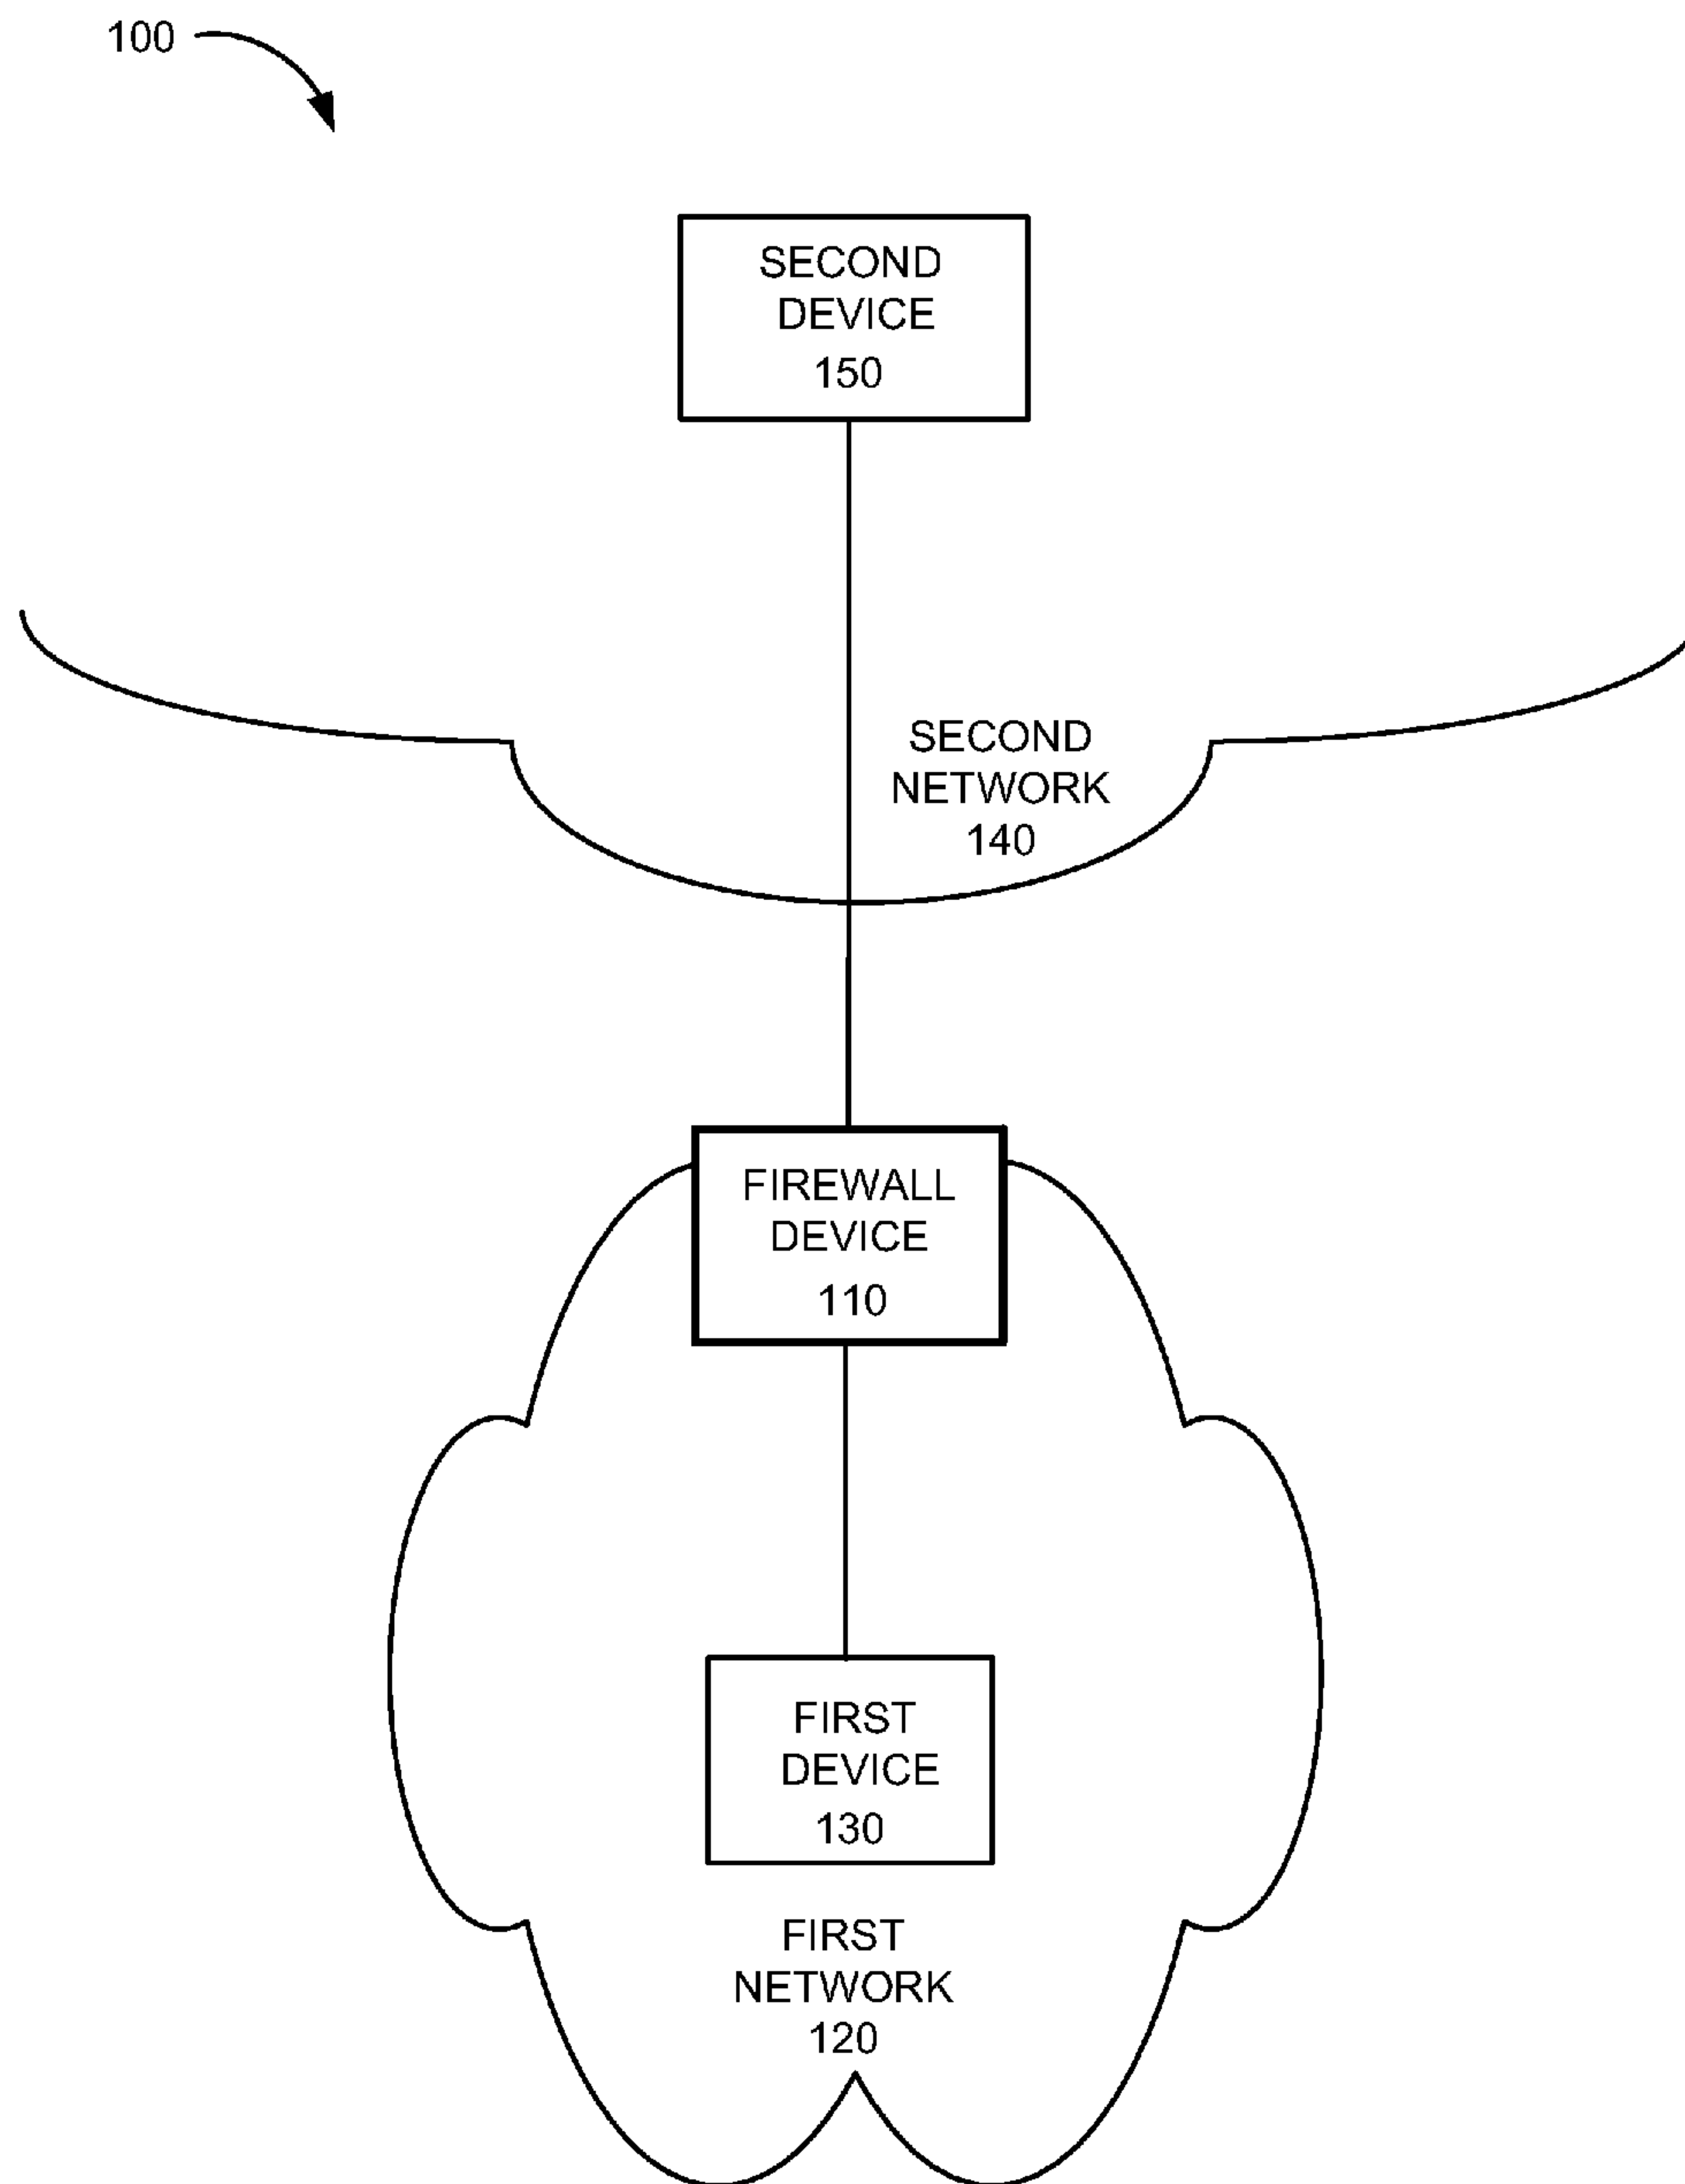 100
SECOND
DEVICE
150
SECOND
NETWORK
140
FIREWALL
DEVICE
110
FIRST
DEVICE
130
FIRST
NETWORK
120